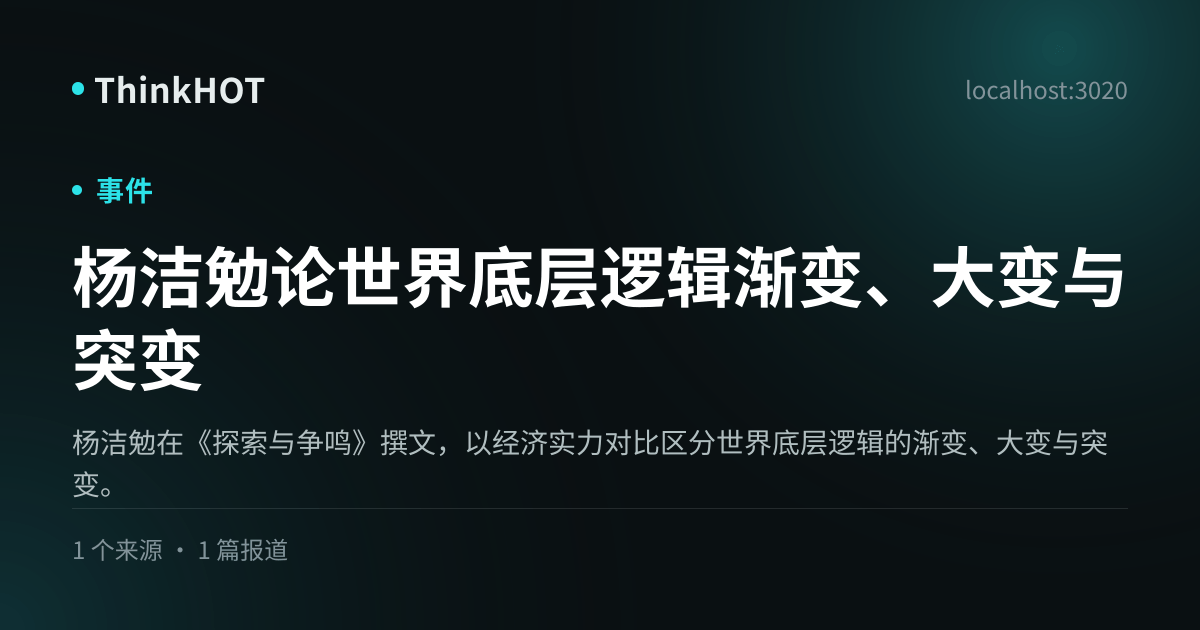 ThinkHOT
localhost:3020
事件
杨洁勉论世界底层逻辑渐变、大变与
突变
杨洁勉在《探索与争鸣》撰文，以经济实力对比区分世界底层逻辑的渐变、大变与突
变。
1 个来源 · 1 篇报道